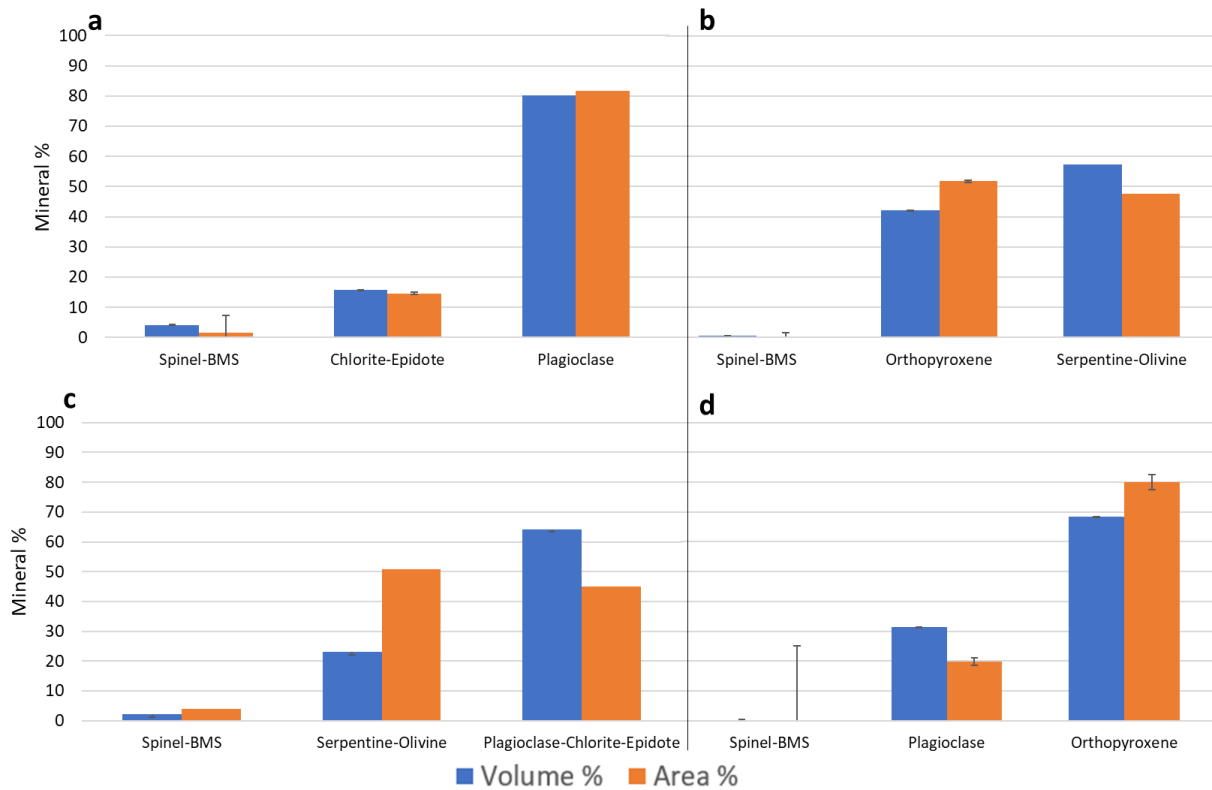 a
b
100
90
80
70
60
50
40
30
20
10
0
Mineral %
Spinel-BMS
Chlorite-Epidote
Plagioclase
Spinel-BMS
Orthopyroxene
Serpentine-Olivine
c
d
100
90
80
70
60
50
40
30
20
10
0
Mineral %
Spinel-BMS
Serpentine-Olivine
Plagioclase-Chlorite-Epidote
Spinel-BMS
Plagioclase
Orthopyroxene
Volume %
Area %